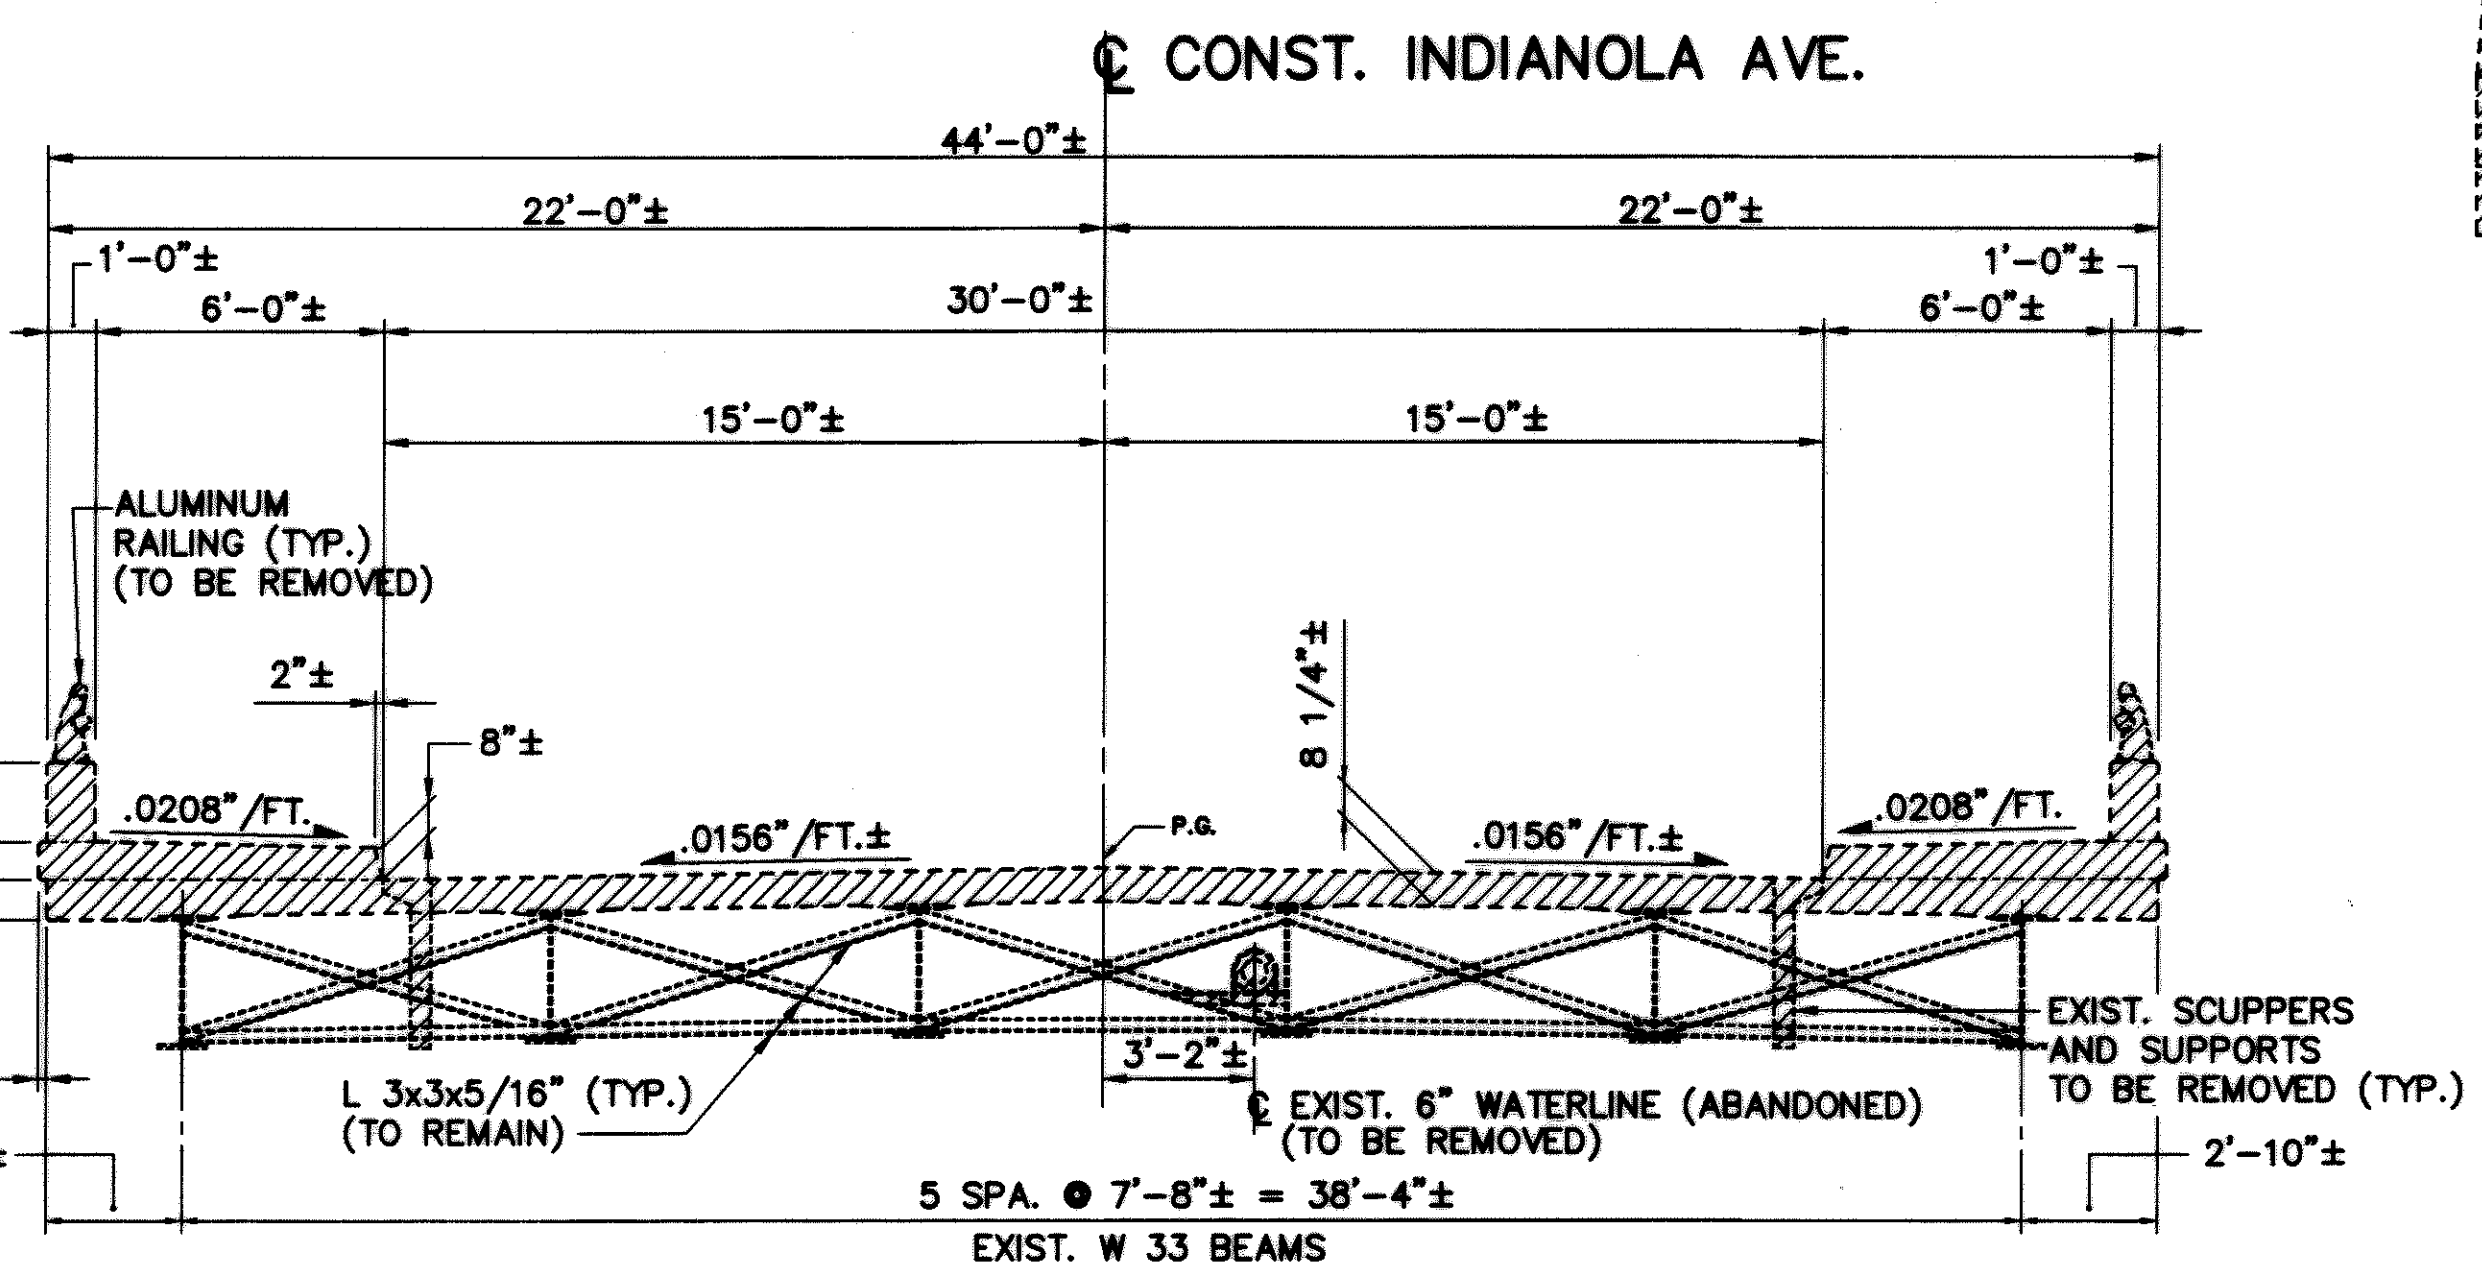 ℄ CONST. INDIANOLA AVE.
44'-0"±
22'-0"±
22'-0"±
1'-0"±
1'-0"±
6'-0"±
30'-0"±
6'-0"±
15'-0"±
15'-0"±
ALUMINUM
RAILING (TYP.)
(TO BE REMOVED)
2"±
8"±
8 1/4"±
.0208"/FT.
.0156"/FT.±
P.G.
.0156"/FT.±
.0208"/FT.
EXIST. SCUPPERS
AND SUPPORTS
TO BE REMOVED (TYP.)
3'-2"±
L 3x3x5/16" (TYP.)
(TO REMAIN)
℄ EXIST. 6" WATERLINE (ABANDONED)
(TO BE REMOVED)
±
2'-10"±
5 SPA. @ 7'-8"± = 38'-4"±
EXIST. W 33 BEAMS